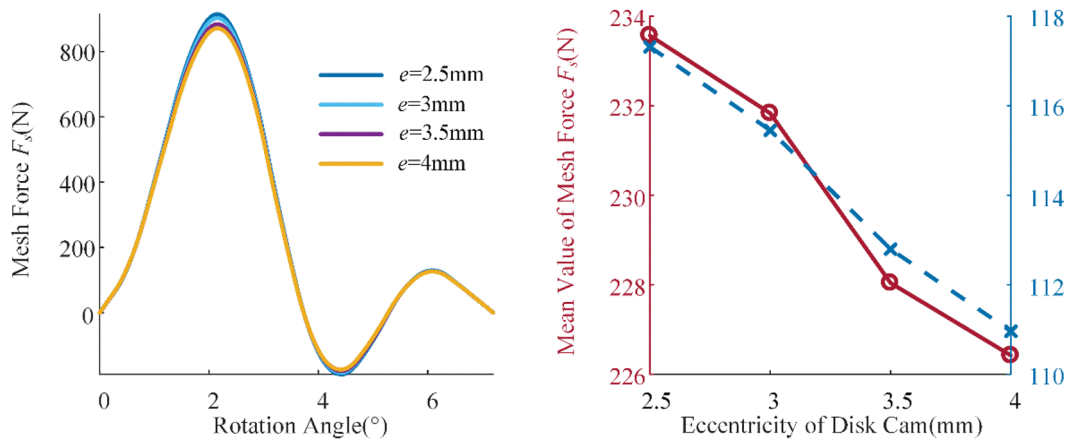 Mesh Force Fs(N)
800
600
400
200
0
0
2
4
6
Rotation Angle(°)
e=2.5mm
e=3mm
e=3.5mm
e=4mm
Mean Value of Mesh Force Fs(N)
234
232
230
228
226
118
116
114
112
110
2.5
3
3.5
4
Eccentricity of Disk Cam(mm)